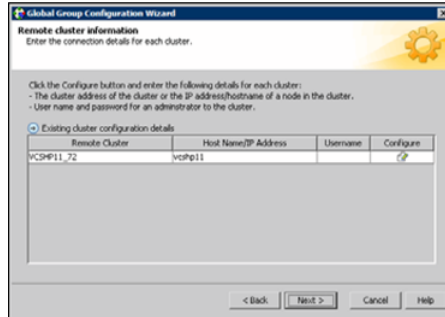 Global Group Configuration Wizard
Remote cluster information
Enter the connection details for each cluster.
Click the Configure button and enter the following details for each cluster:
- The cluster address of the cluster or the IP address/hostname of a node in the cluster.
- User name and password for an adminstrator to the cluster.
Existing cluster configuration details
Remote Cluster Host Name/IP Address Username Configure
VCSHP11_72 vcshp11
< Back Next > Cancel Help